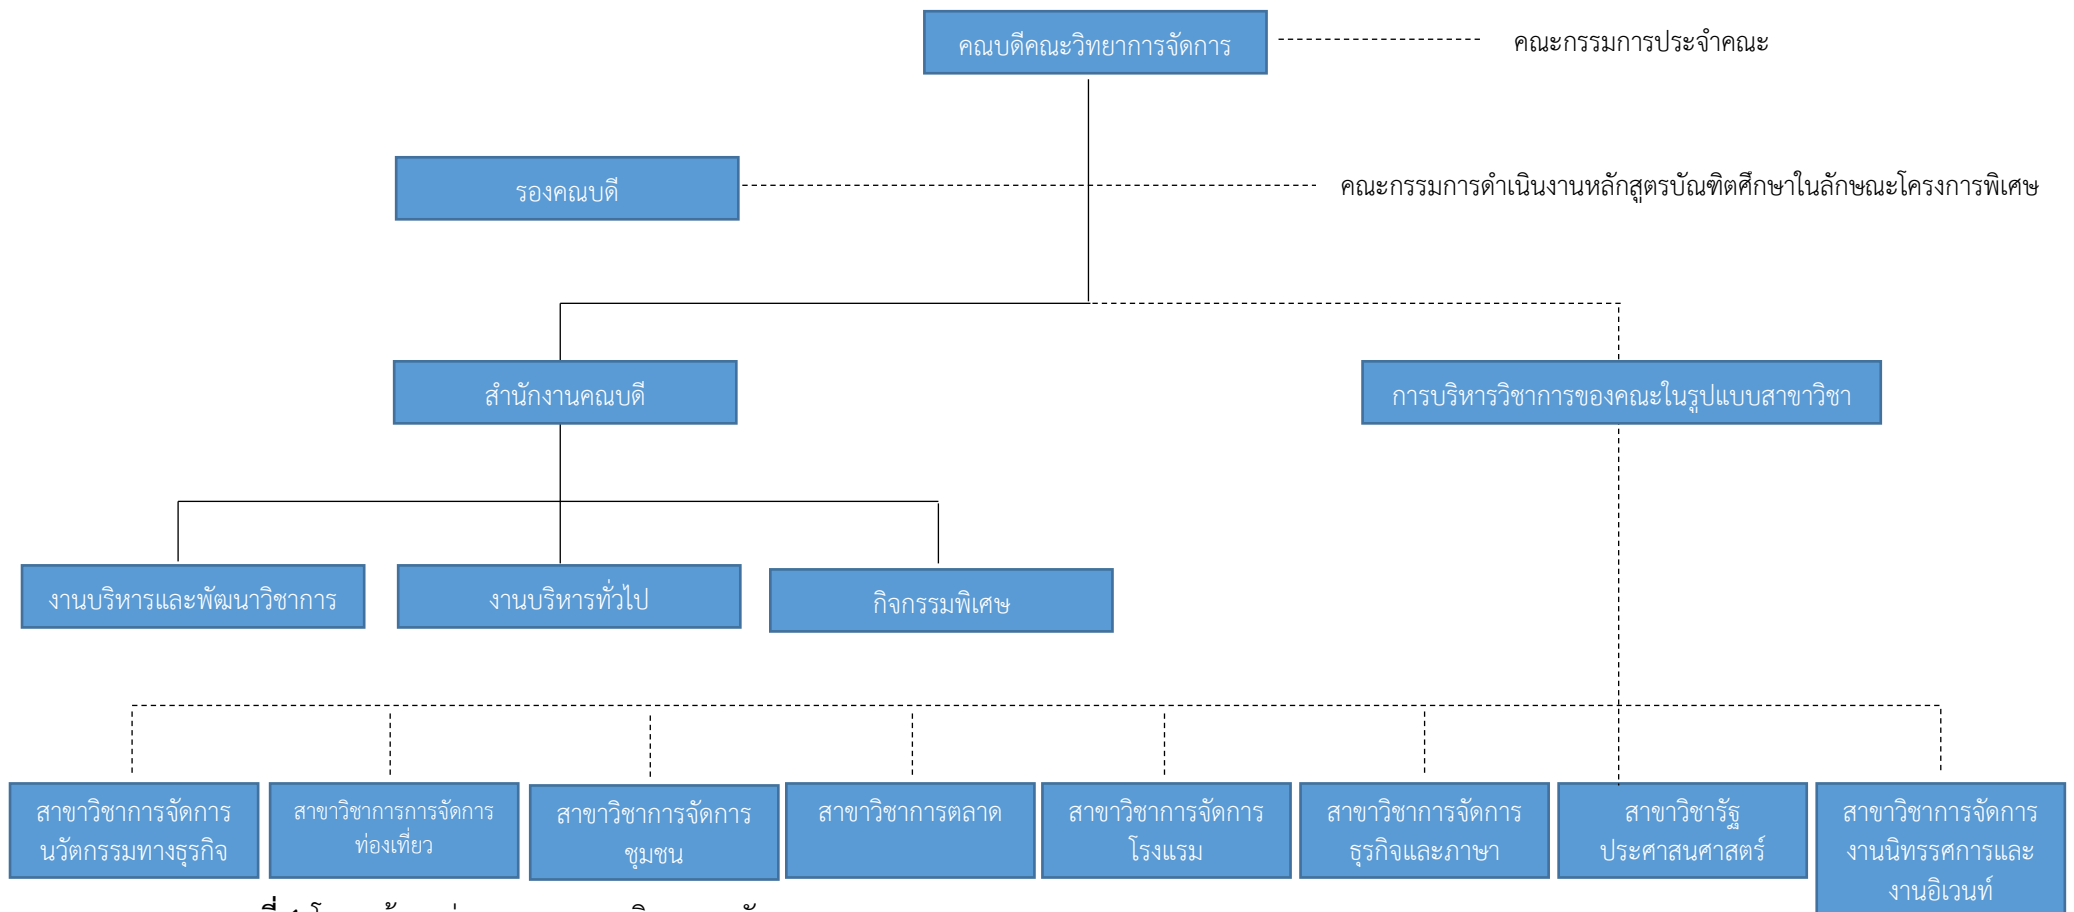 คณบดีคณะวิทยาการจัดการ
คณะกรรมการประจำคณะ
รองคณบดี
คณะกรรมการดำเนินงานหลักสูตรบัณฑิตศึกษาในลักษณะโครงการพิเศษ
สำนักงานคณบดี
การบริหารวิชาการของคณะในรูปแบบสาขาวิชา
งานบริหารและพัฒนาวิชาการ
งานบริหารทั่วไป
กิจกรรมพิเศษ
สาขาวิชาการจัดการ
นวัตกรรมทางธุรกิจ
สาขาวิชาการการจัดการ
ท่องเที่ยว
สาขาวิชาการจัดการ
ชุมชน
สาขาวิชาการตลาด
สาขาวิชาการจัดการ
โรงแรม
สาขาวิชาการจัดการ
ธุรกิจและภาษา
สาขาวิชารัฐ
ประศาสนศาสตร์
สาขาวิชาการจัดการ
งานนิทรรศการและ
งานอิเวนท์